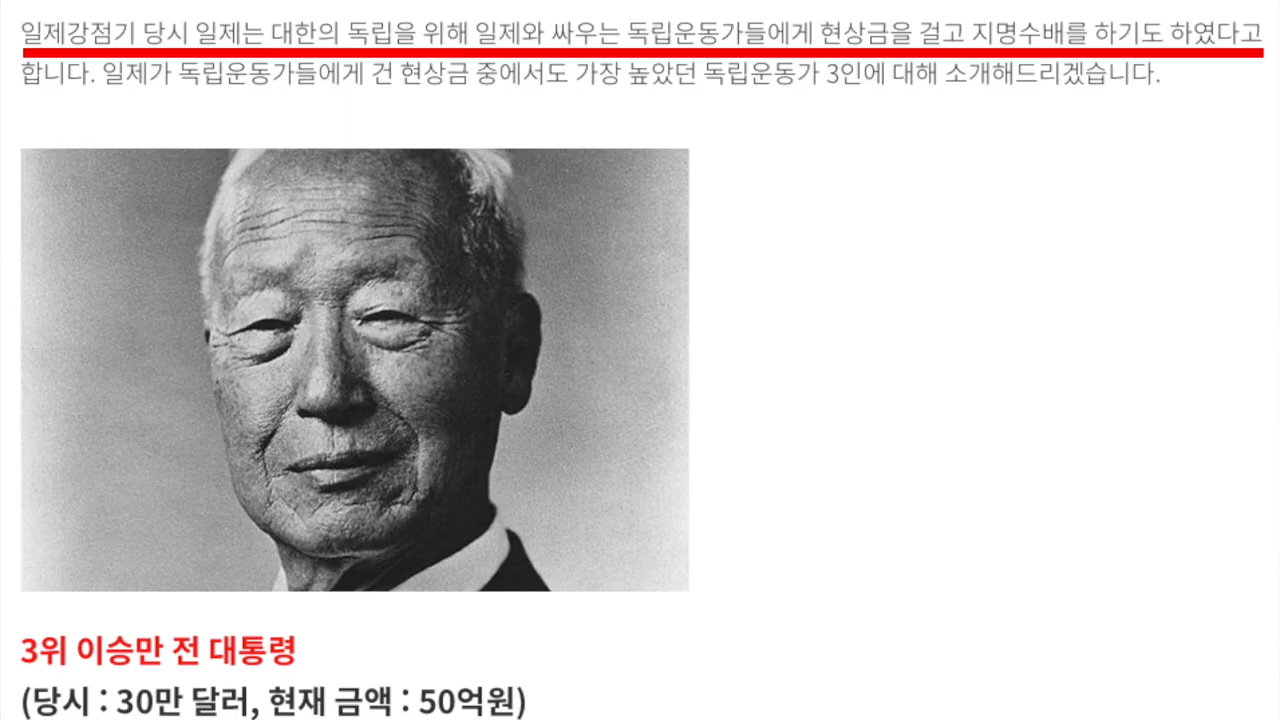 일제강점기 당시 일제는 대한의 독립을 위해 일제와 싸우는 독립운동가들에게 현상금을 걸고 지명수배를 하기도 하였다고
합니다. 일제가 독립운동가들에게 건 현상금 중에서도 가장 높았던 독립운동가 3인에 대해 소개해드리겠습니다.
3위 이승만 전 대통령
(당시 : 30만 달러, 현재 금액 : 50억원)